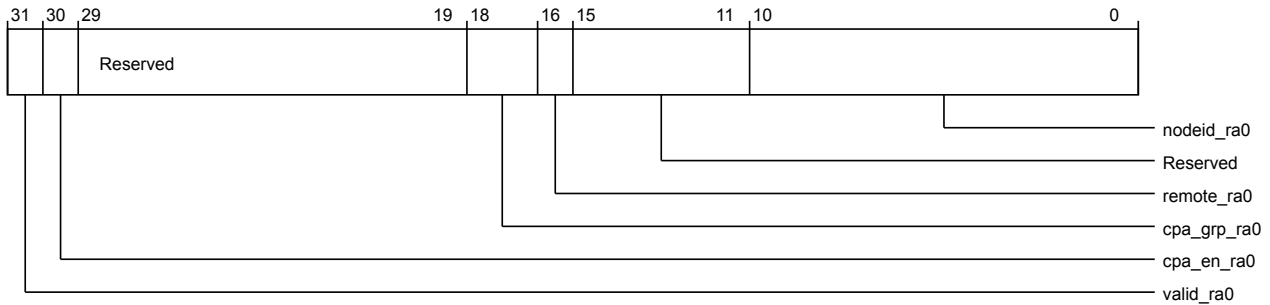 31 30 29 19 18 16 15 11 10 0
Reserved
nodeid_ra0
Reserved
remote_ra0
cpa_grp_ra0
cpa_en_ra0
valid_ra0